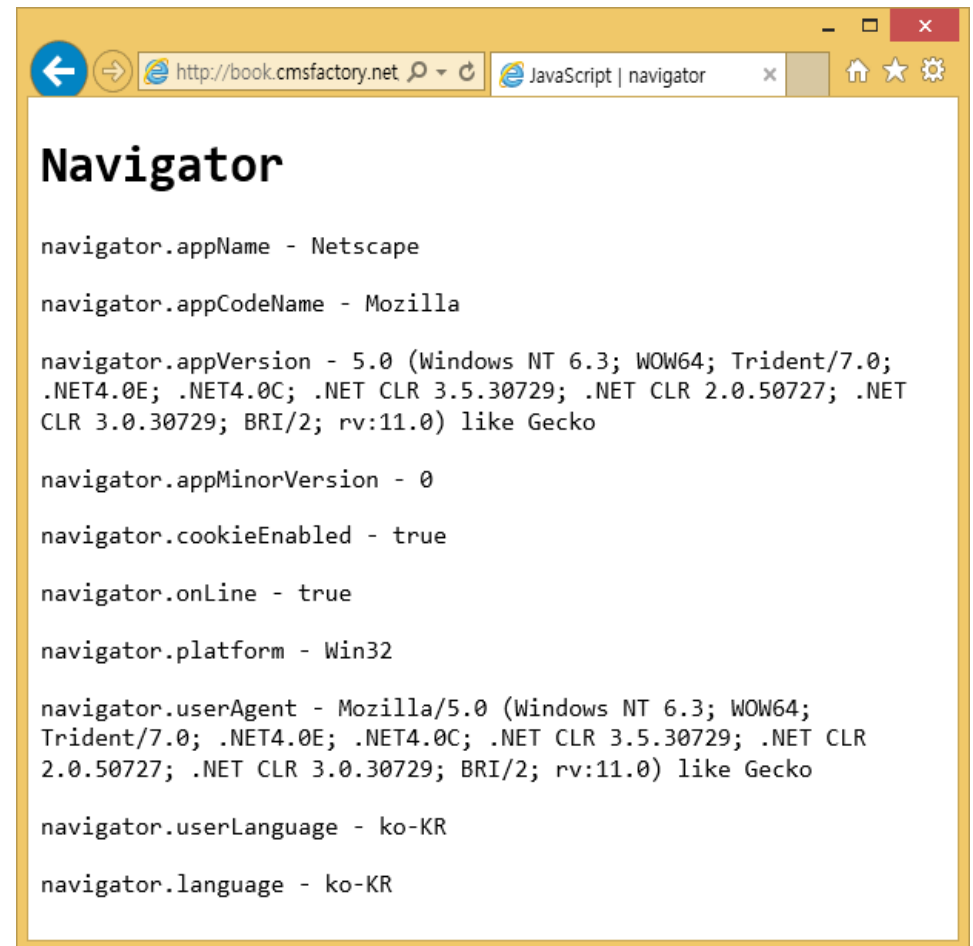 http://book.cmsfactory.net
JavaScript | navigator
Navigator
navigator.appName - Netscape
navigator.appCodeName - Mozilla
navigator.appVersion - 5.0 (Windows NT 6.3; WOW64; Trident/7.0;
.NET4.0E; .NET4.0C; .NET CLR 3.5.30729; .NET CLR 2.0.50727; .NET
CLR 3.0.30729; BRI/2; rv:11.0) like Gecko
navigator.appMinorVersion - 0
navigator.cookieEnabled - true
navigator.onLine - true
navigator.platform - Win32
navigator.userAgent - Mozilla/5.0 (Windows NT 6.3; WOW64;
Trident/7.0; .NET4.0E; .NET4.0C; .NET CLR 3.5.30729; .NET CLR
2.0.50727; .NET CLR 3.0.30729; BRI/2; rv:11.0) like Gecko
navigator.userLanguage - ko-KR
navigator.language - ko-KR